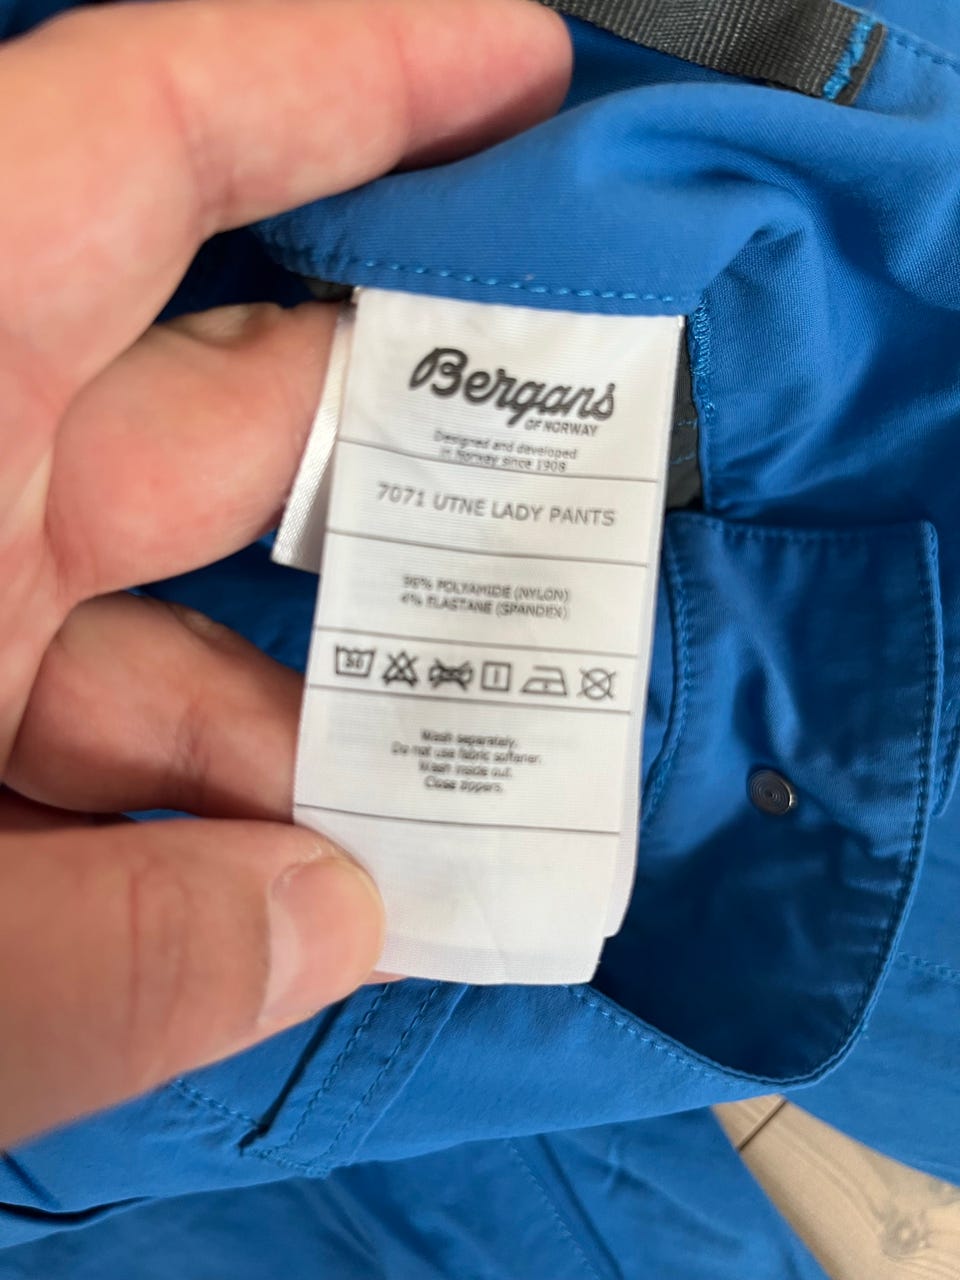 Bergans
OF NORWAY
Designed and developed
in Norway since 1908
7071 UTNE LADY PANTS
96% POLYAMIDE (NYLON)
4% ELASTANE (SPANDEX)
30
Wash separately.
Do not use fabric softener.
Wash inside out.
Close zippers.